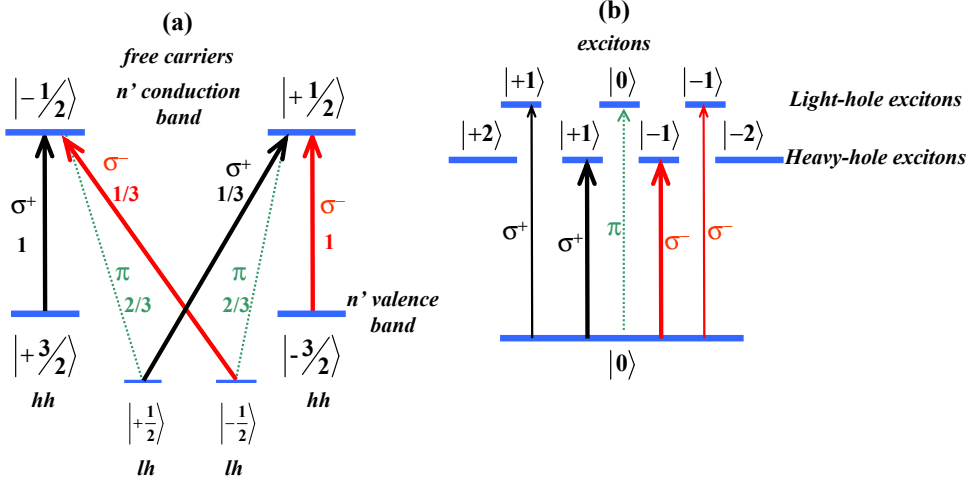 (a)
free carriers
n' conduction
band
|-1/2⟩
|+1/2⟩
σ⁻
1/3
σ⁺
1/3
σ⁺
1
σ⁻
1
π
2/3
π
2/3
n' valence
band
|+3/2⟩
|-3/2⟩
hh
hh
|+1/2⟩
|-1/2⟩
lh
lh
(b)
excitons
|+1⟩
|0⟩
|-1⟩
Light-hole excitons
|+2⟩
|+1⟩
|-1⟩
|-2⟩
Heavy-hole excitons
σ⁺
σ⁺
π
σ⁻
σ⁻
|0⟩